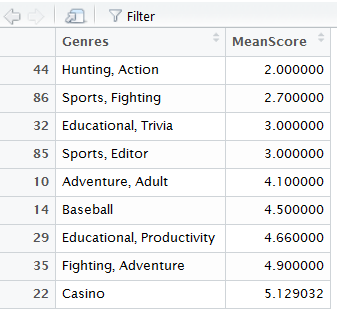 Filter
Genres MeanScore
44 Hunting, Action 2.000000
86 Sports, Fighting 2.700000
32 Educational, Trivia 3.000000
85 Sports, Editor 3.000000
10 Adventure, Adult 4.100000
14 Baseball 4.500000
29 Educational, Productivity 4.660000
35 Fighting, Adventure 4.900000
22 Casino 5.129032